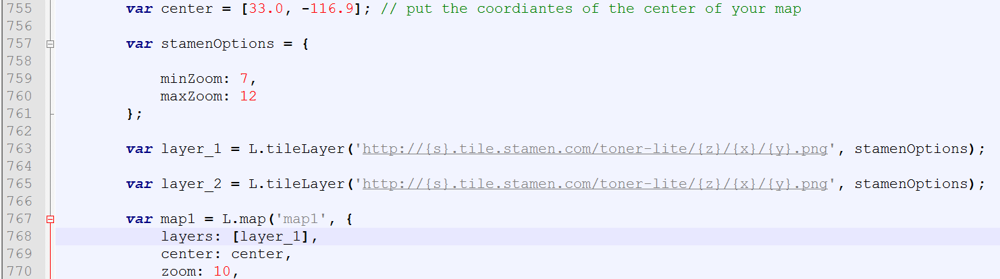 755 var center = [33.0, -116.9]; // put the coordiantes of the center of your map
756
757 var stamenOptions = {
758
759 minZoom: 7,
760 maxZoom: 12
761 };
762
763 var layer_1 = L.tileLayer('http://{s}.tile.stamen.com/toner-lite/{z}/{x}/{y}.png', stamenOptions);
764
765 var layer_2 = L.tileLayer('http://{s}.tile.stamen.com/toner-lite/{z}/{x}/{y}.png', stamenOptions);
766
767 var map1 = L.map('map1', {
768 layers: [layer_1],
769 center: center,
770 zoom: 10,